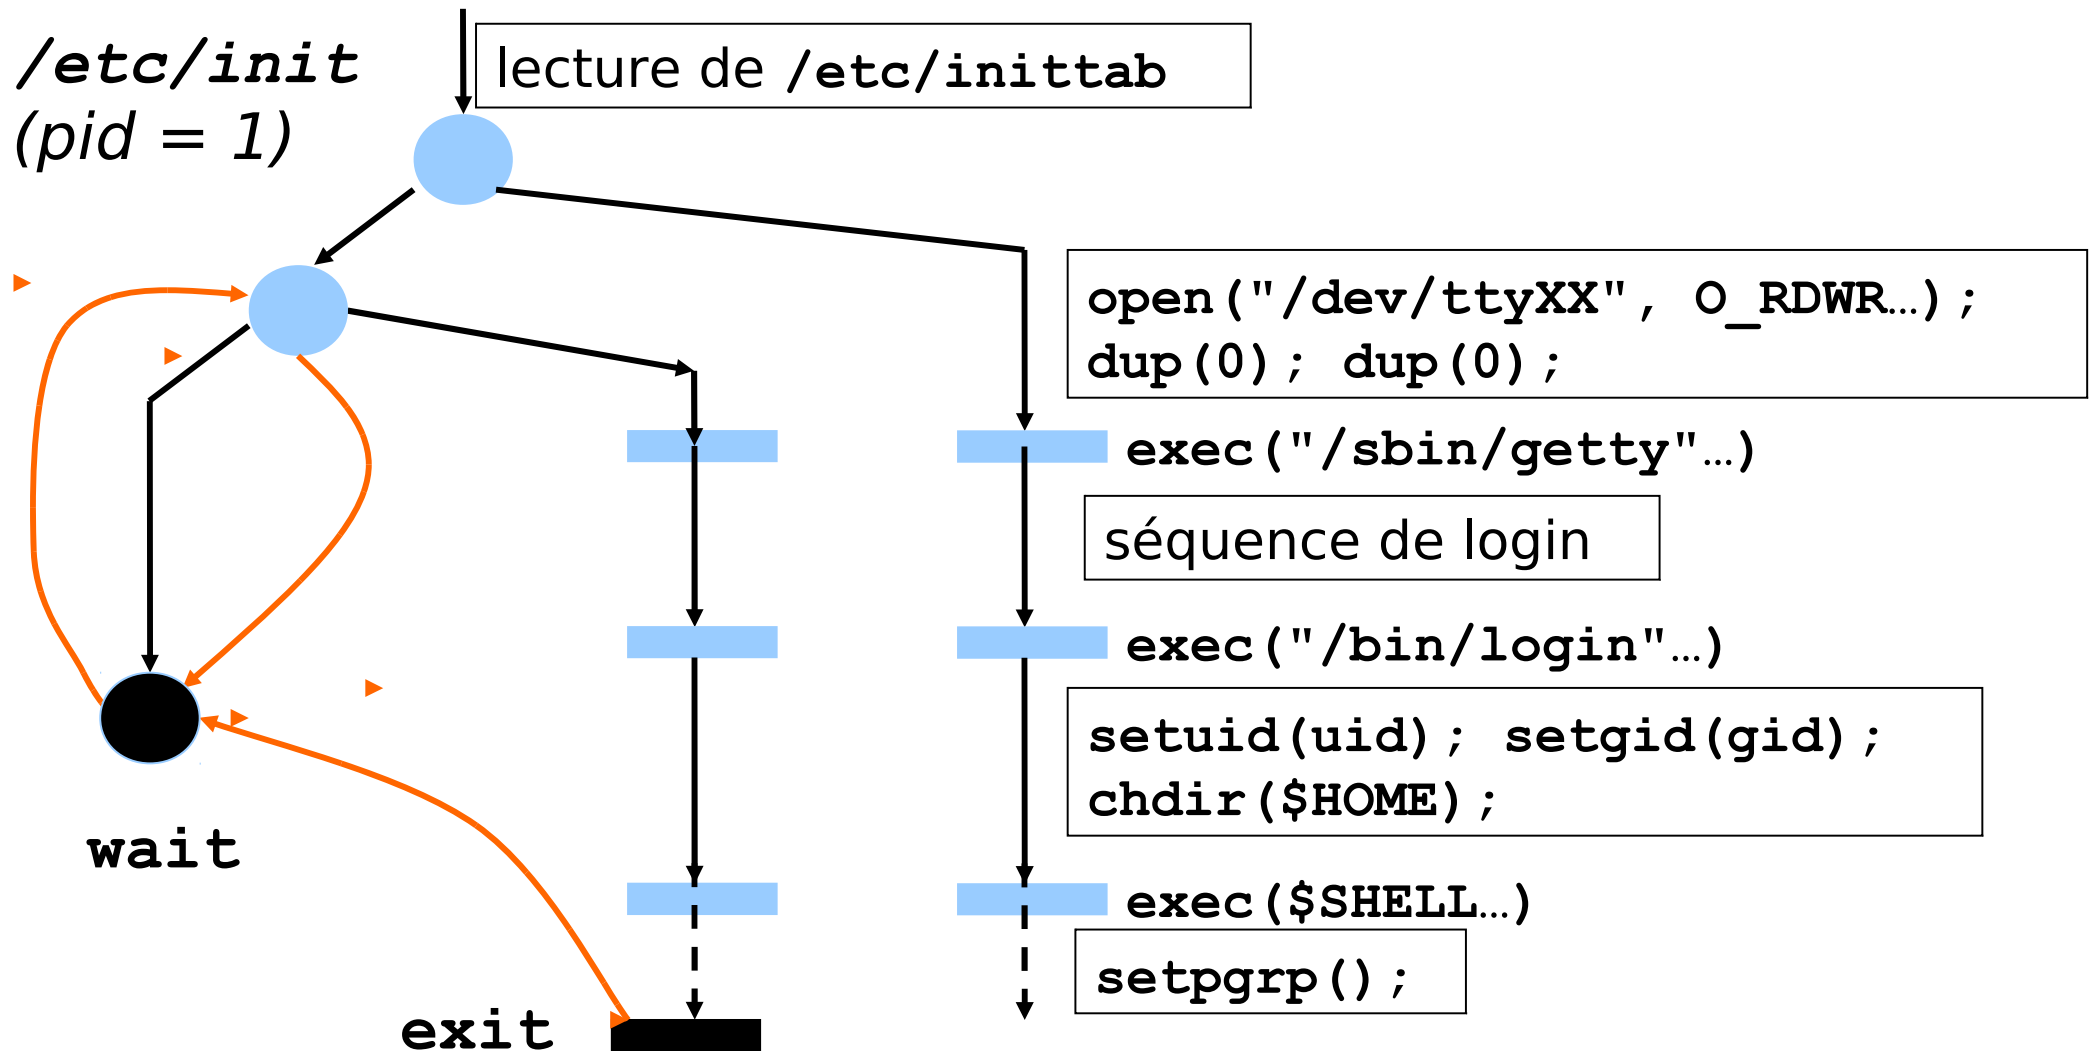 /etc/init
(pid = 1)
lecture de /etc/inittab
open("/dev/ttyXX", O_RDWR…);
dup(0); dup(0);
exec("/sbin/getty"…)
séquence de login
exec("/bin/login"…)
setuid(uid); setgid(gid);
chdir($HOME);
wait
exec($SHELL…)
setpgrp();
exit